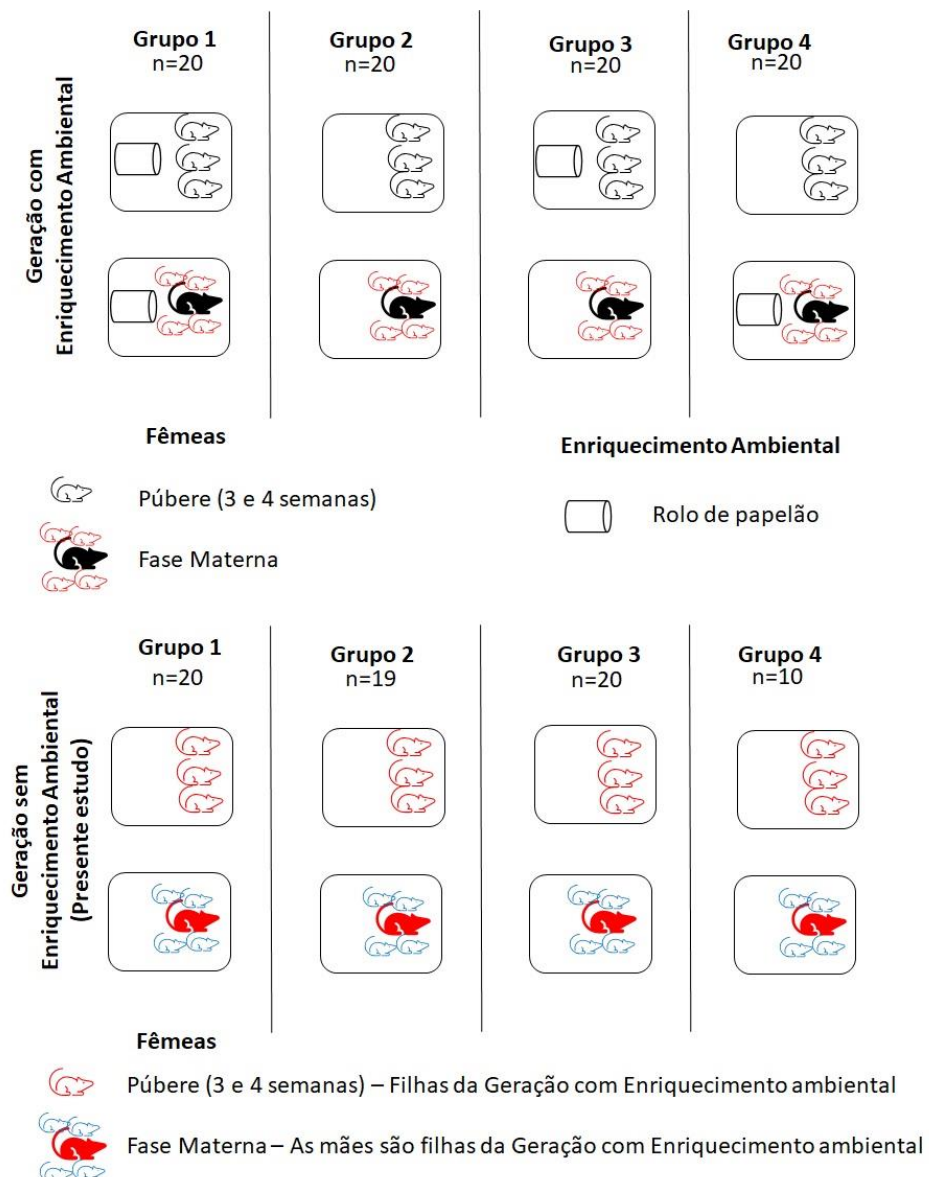 Grupo 1
n=20
Grupo 2
n=20
Grupo 3
n=20
Grupo 4
n=20
Geração com
Enriquecimento Ambiental
Fêmeas
Púbere (3 e 4 semanas)
Fase Materna
Enriquecimento Ambiental
Rolo de papelão
Grupo 1
n=20
Grupo 2
n=19
Grupo 3
n=20
Grupo 4
n=10
Geração sem
Enriquecimento Ambiental
(Presente estudo)
Fêmeas
Púbere (3 e 4 semanas) – Filhas da Geração com Enriquecimento ambiental
Fase Materna – As mães são filhas da Geração com Enriquecimento ambiental